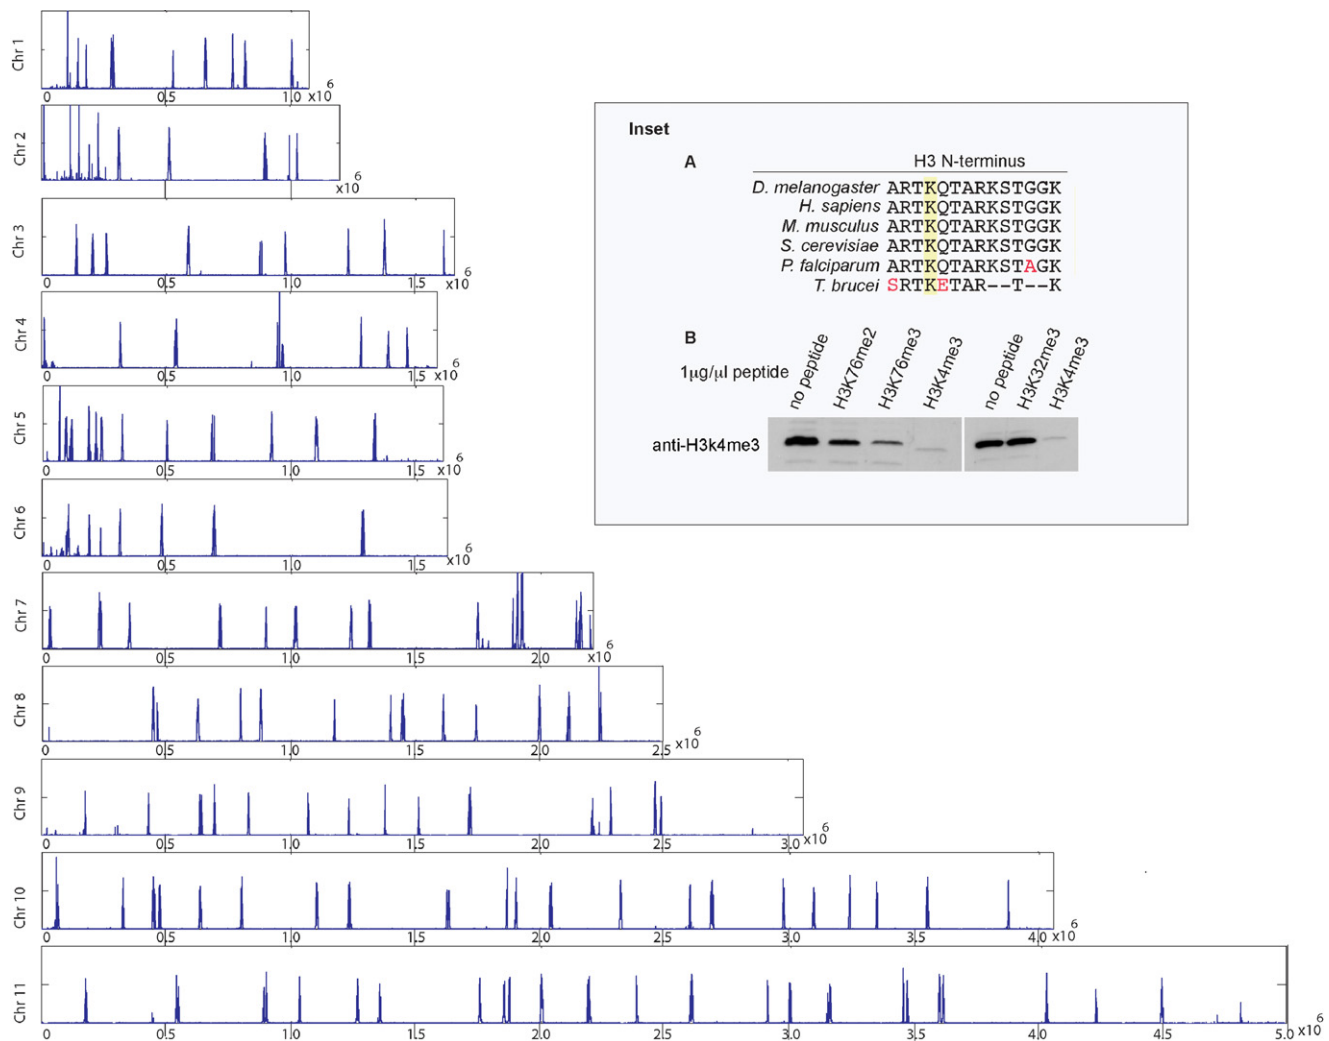 Chr 1
0 0.5 1.0 x10 6
Chr 2
x10 6
Chr 3
0 0.5 1.0 1.5 x10 6
Chr 4
0 0.5 1.0 1.5 x10 6
Chr 5
0 0.5 1.0 1.5 x10 6
Chr 6
0 0.5 1.0 1.5 x10 6
Chr 7
0 0.5 1.0 1.5 2.0 x10 6
Chr 8
0 0.5 1.0 1.5 2.0 2.5 x10 6
Chr 9
0 0.5 1.0 1.5 2.0 2.5 3.0 x10 6
Chr 10
0 0.5 1.0 1.5 2.0 2.5 3.0 3.5 4.0 x10 6
Chr 11
0 0.5 1.0 1.5 2.0 2.5 3.0 3.5 4.0 4.5 5.0 x10 6
Inset
A
H3 N-terminus
D. melanogaster ARTKQTARKSTGGK
H. sapiens ARTKQTARKSTGGK
M. musculus ARTKQTARKSTGGK
S. cerevisiae ARTKQTARKSTGGK
P. falciparum ARTKQTARKSTAGK
T. brucei SRTKETAR--T--K
B
1µg/µl peptide
no peptide H3K76me2 H3K76me3 H3K4me3 no peptide H3K32me3 H3K4me3
anti-H3k4me3